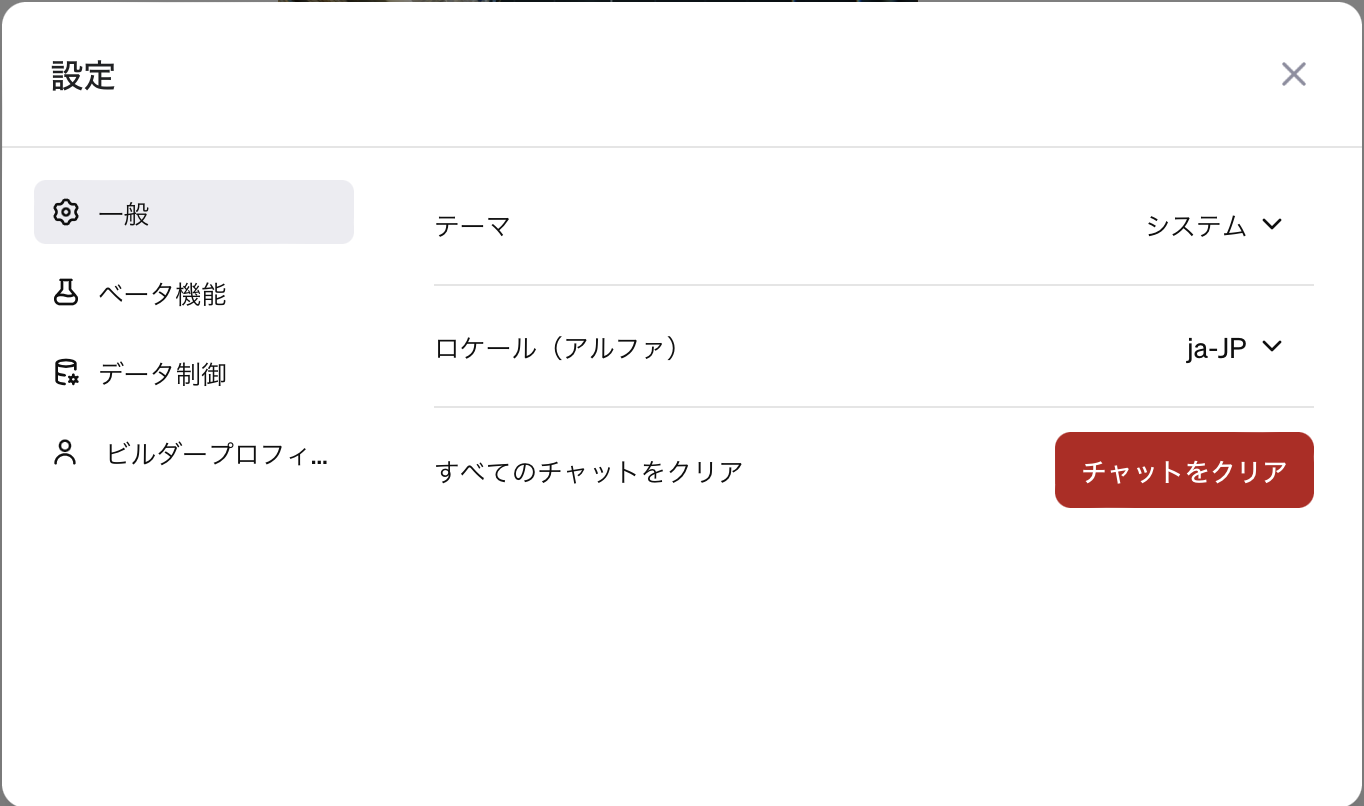 設定
一般
ベータ機能
データ制御
ビルダープロフィ...
テーマ
システム
ロケール（アルファ）
ja-JP
すべてのチャットをクリア
チャットをクリア